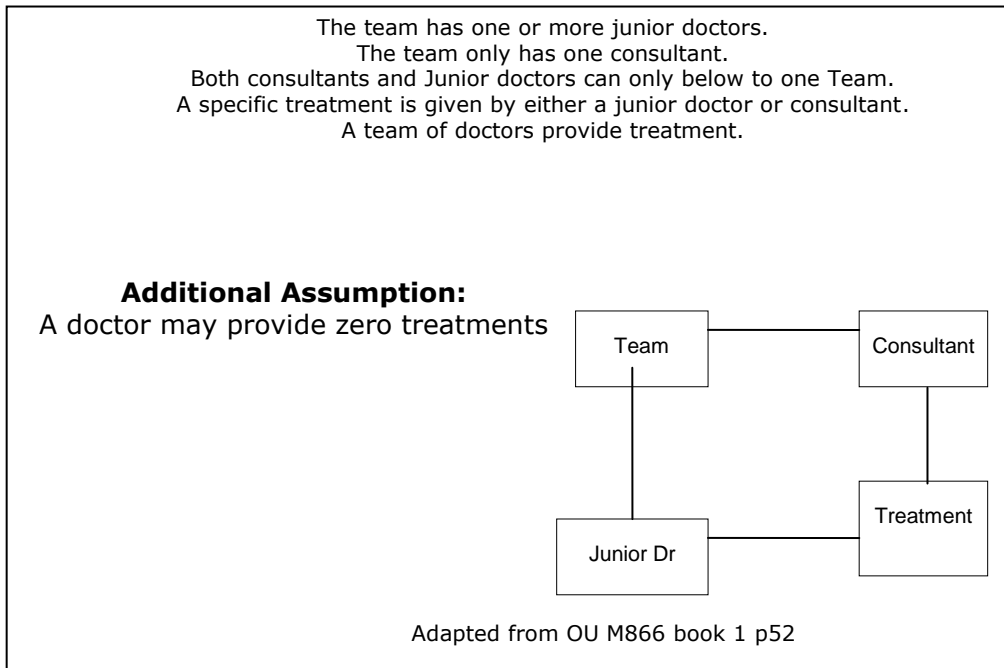 The team has one or more junior doctors.
The team only has one consultant.
Both consultants and Junior doctors can only below to one Team.
A specific treatment is given by either a junior doctor or consultant.
A team of doctors provide treatment.
Additional Assumption:
A doctor may provide zero treatments
Team
Consultant
Treatment
Junior Dr
Adapted from OU M866 book 1 p52